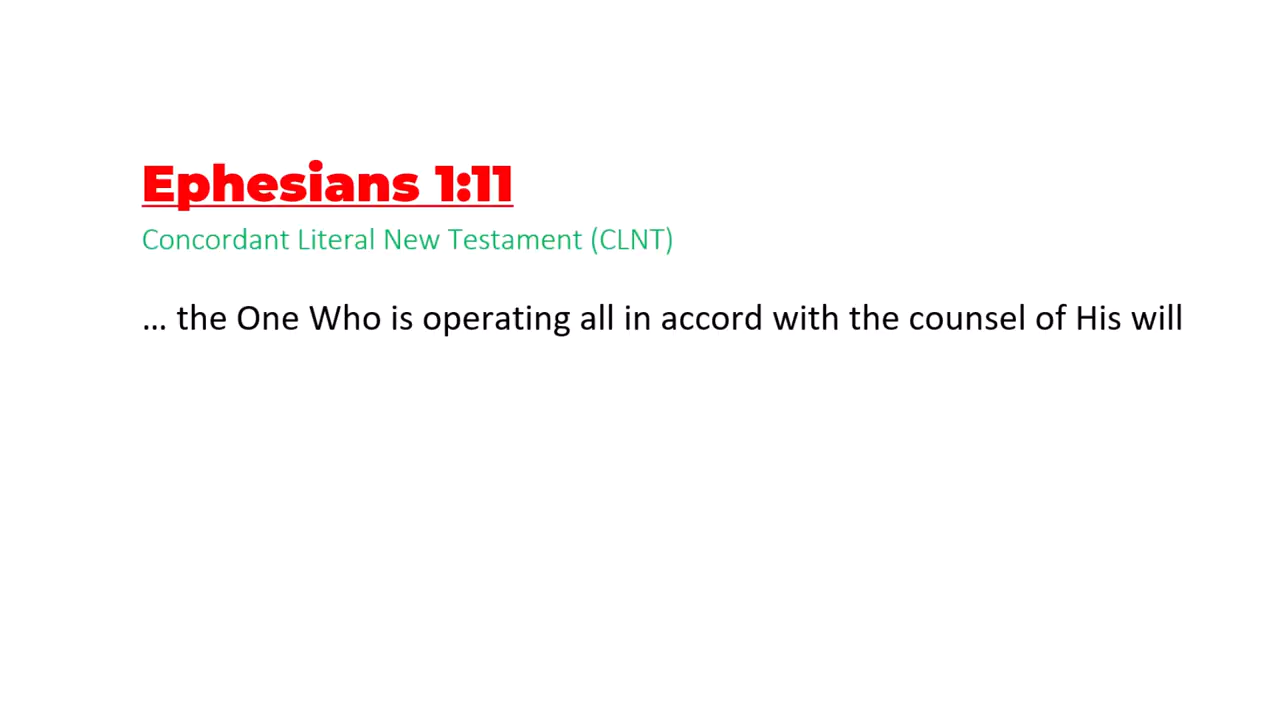 Ephesians 1:11
Concordant Literal New Testament (CLNT)
… the One Who is operating all in accord with the counsel of His will